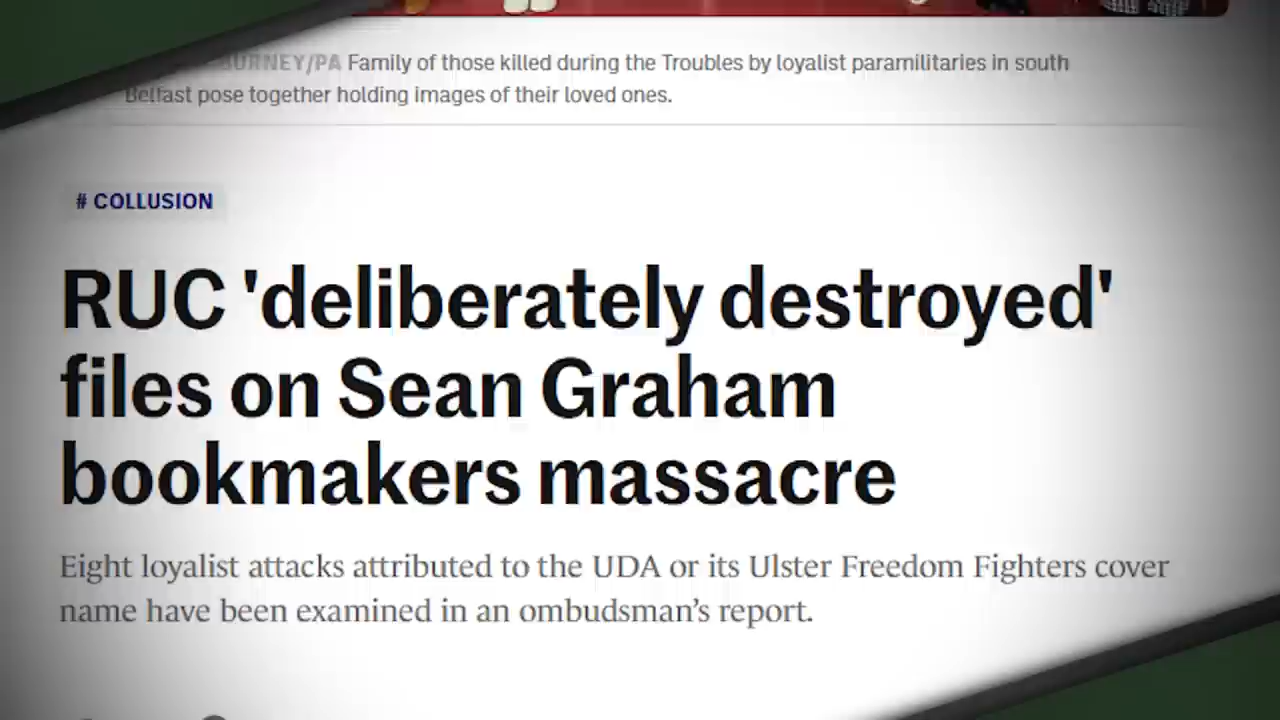 BURNEY/PA Family of those killed during the Troubles by loyalist paramilitaries in south
Belfast pose together holding images of their loved ones.
# COLLUSION
RUC 'deliberately destroyed'
files on Sean Graham
bookmakers massacre
Eight loyalist attacks attributed to the UDA or its Ulster Freedom Fighters cover
name have been examined in an ombudsman’s report.